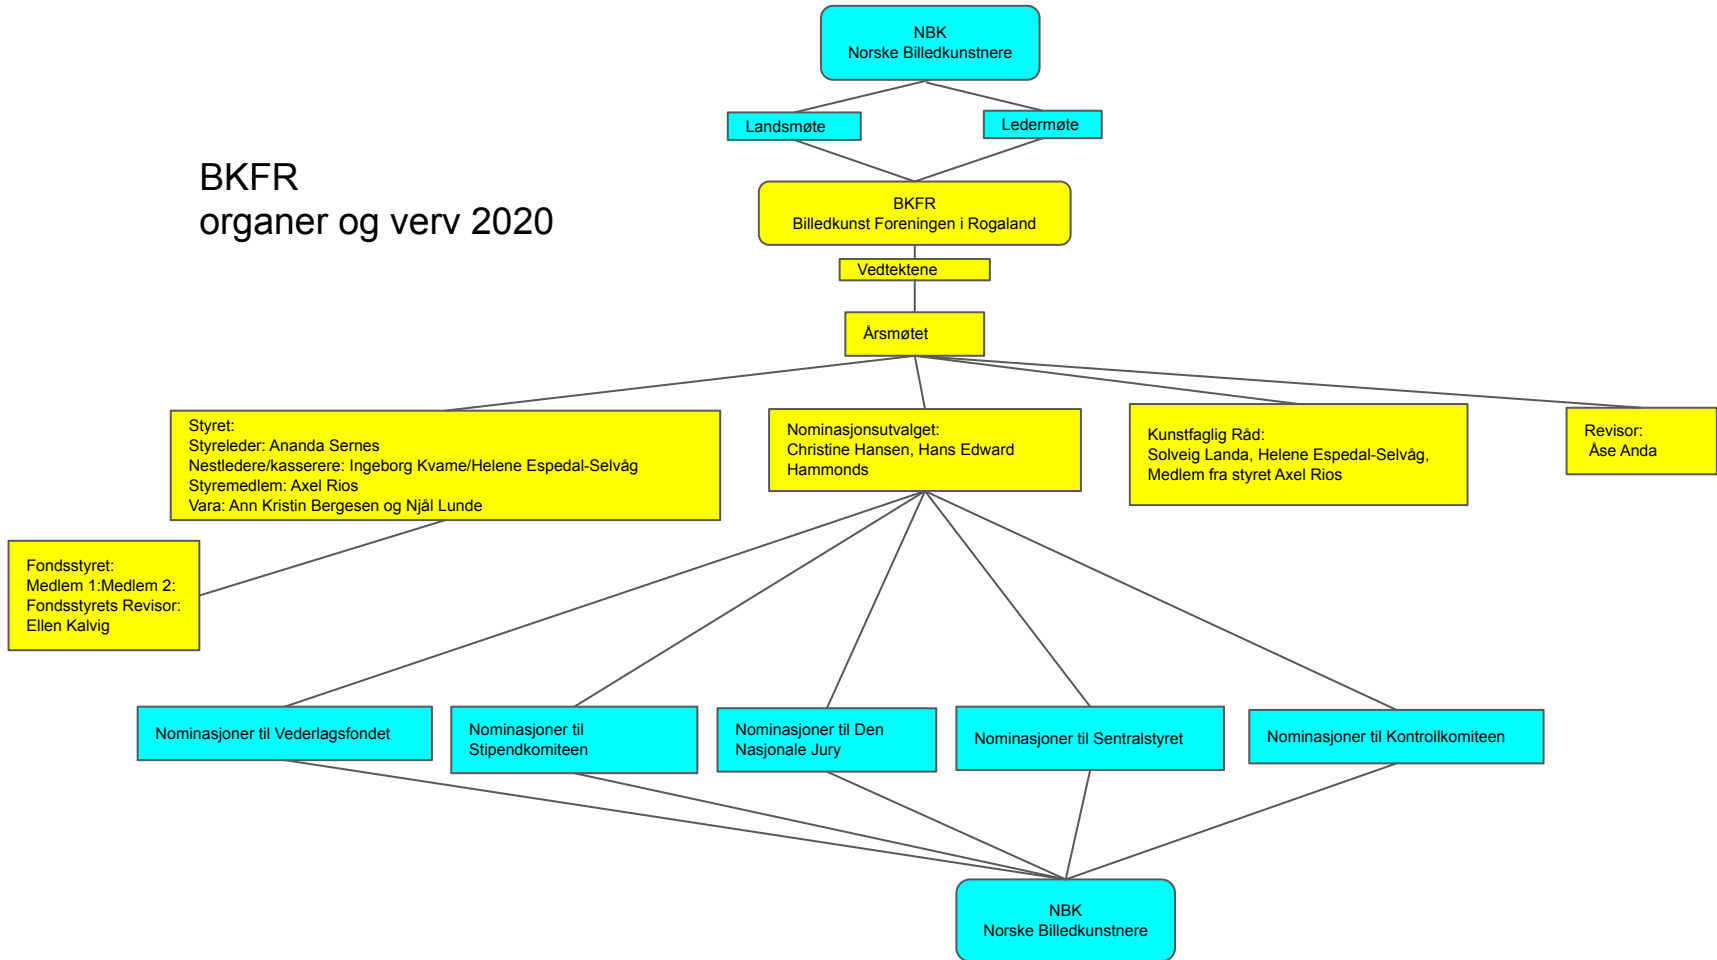 NBK
Norske Billedkunstnere
Landsmøte
Ledermøte
BKFR
organer og verv 2020
BKFR
Billedkunst Foreningen i Rogaland
Vedtektene
Årsmøtet
Styret:
Styreleder: Ananda Sernes
Nestledere/kasserere: Ingeborg Kvame/Helene Espedal-Selvåg
Styremedlem: Axel Rios
Vara: Ann Kristin Bergesen og Njål Lunde
Nominasjonsutvalget:
Christine Hansen, Hans Edward
Hammonds
Kunstfaglig Råd:
Solveig Landa, Helene Espedal-Selvåg,
Medlem fra styret Axel Rios
Revisor:
Åse Anda
Fondsstyret:
Medlem 1:Medlem 2:
Fondsstyrets Revisor:
Ellen Kalvig
Nominasjoner til Vederlagsfondet
Nominasjoner til
Stipendkomiteen
Nominasjoner til Den
Nasjonale Jury
Nominasjoner til Sentralstyret
Nominasjoner til Kontrollkomiteen
NBK
Norske Billedkunstnere